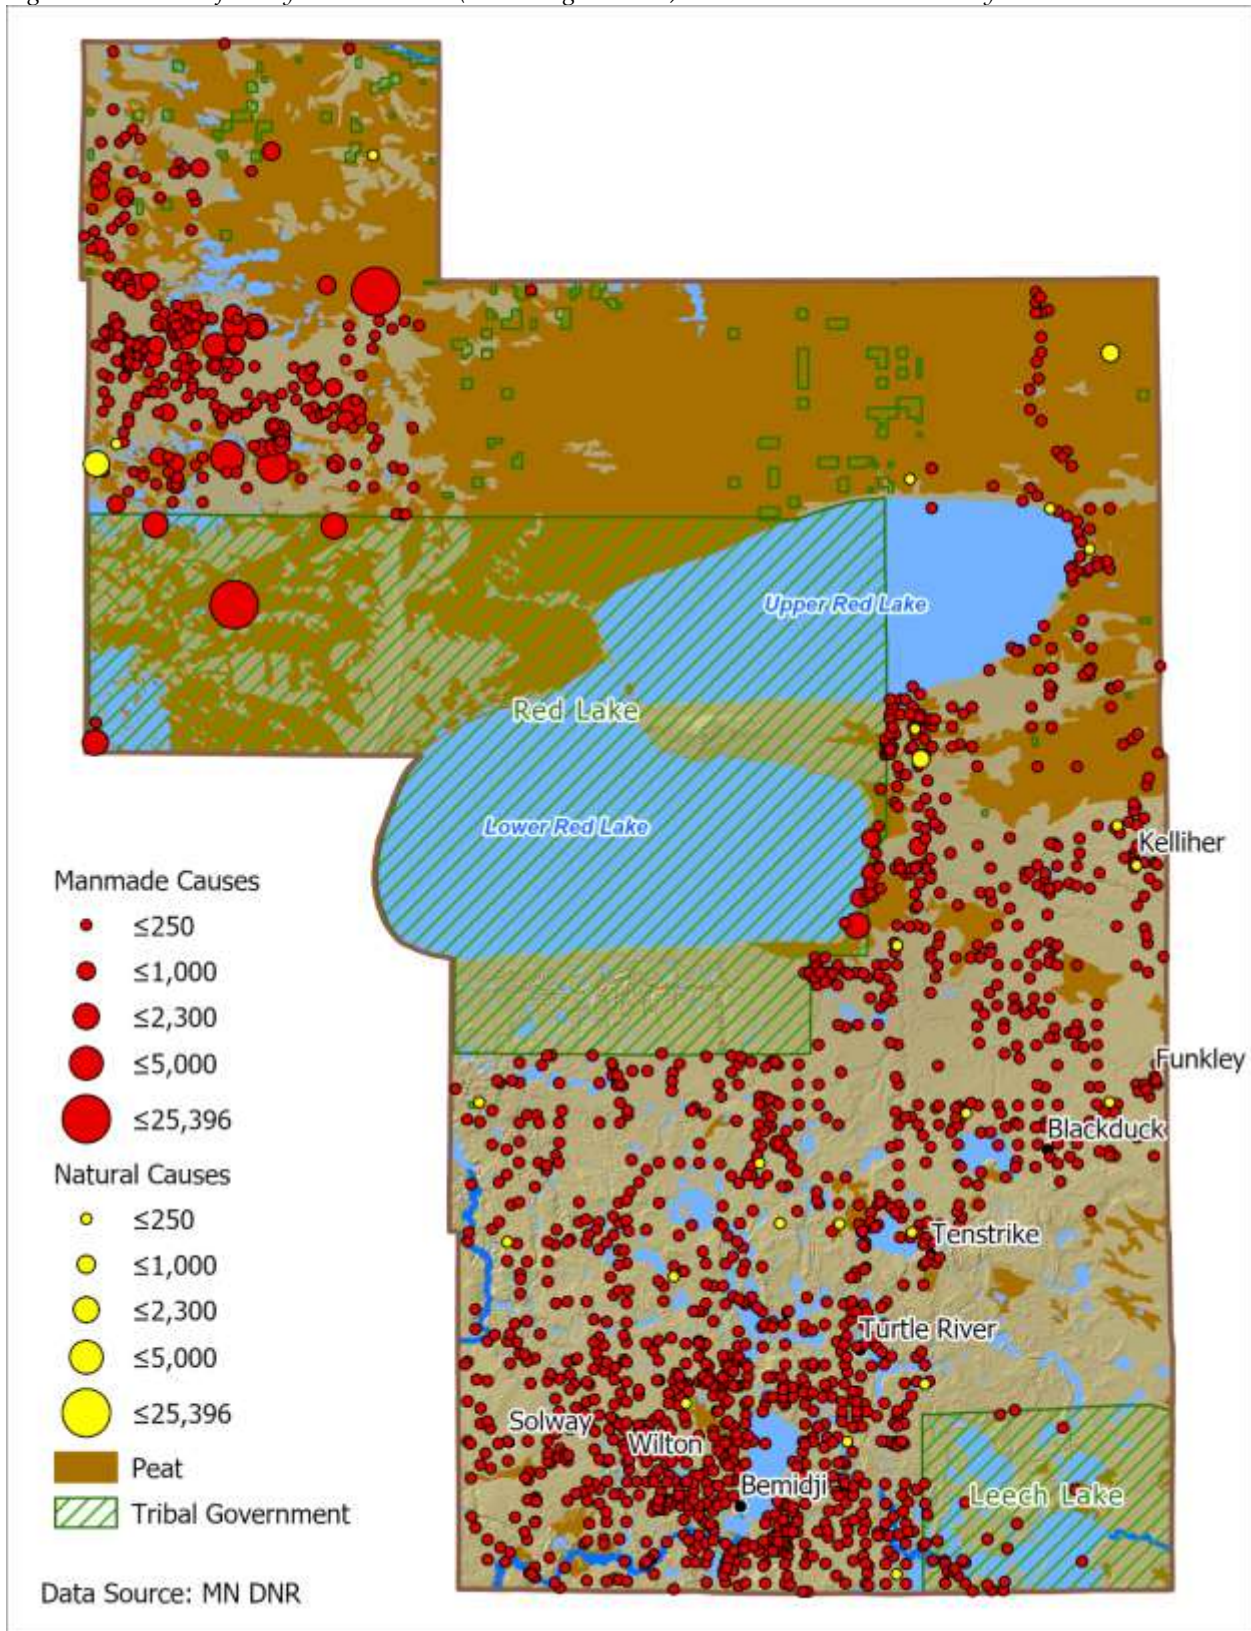 Upper Red Lake
Red Lake
Lower Red Lake
Kelliher
Manmade Causes
≤250
≤1,000
≤2,300
≤5,000
≤25,396
Funkley
Blackduck
Natural Causes
≤250
≤1,000
≤2,300
≤5,000
≤25,396
Tenstrike
Turtle River
Solway
Wilton
Bemidji
Leech Lake
Peat
Tribal Government
Data Source: MN DNR